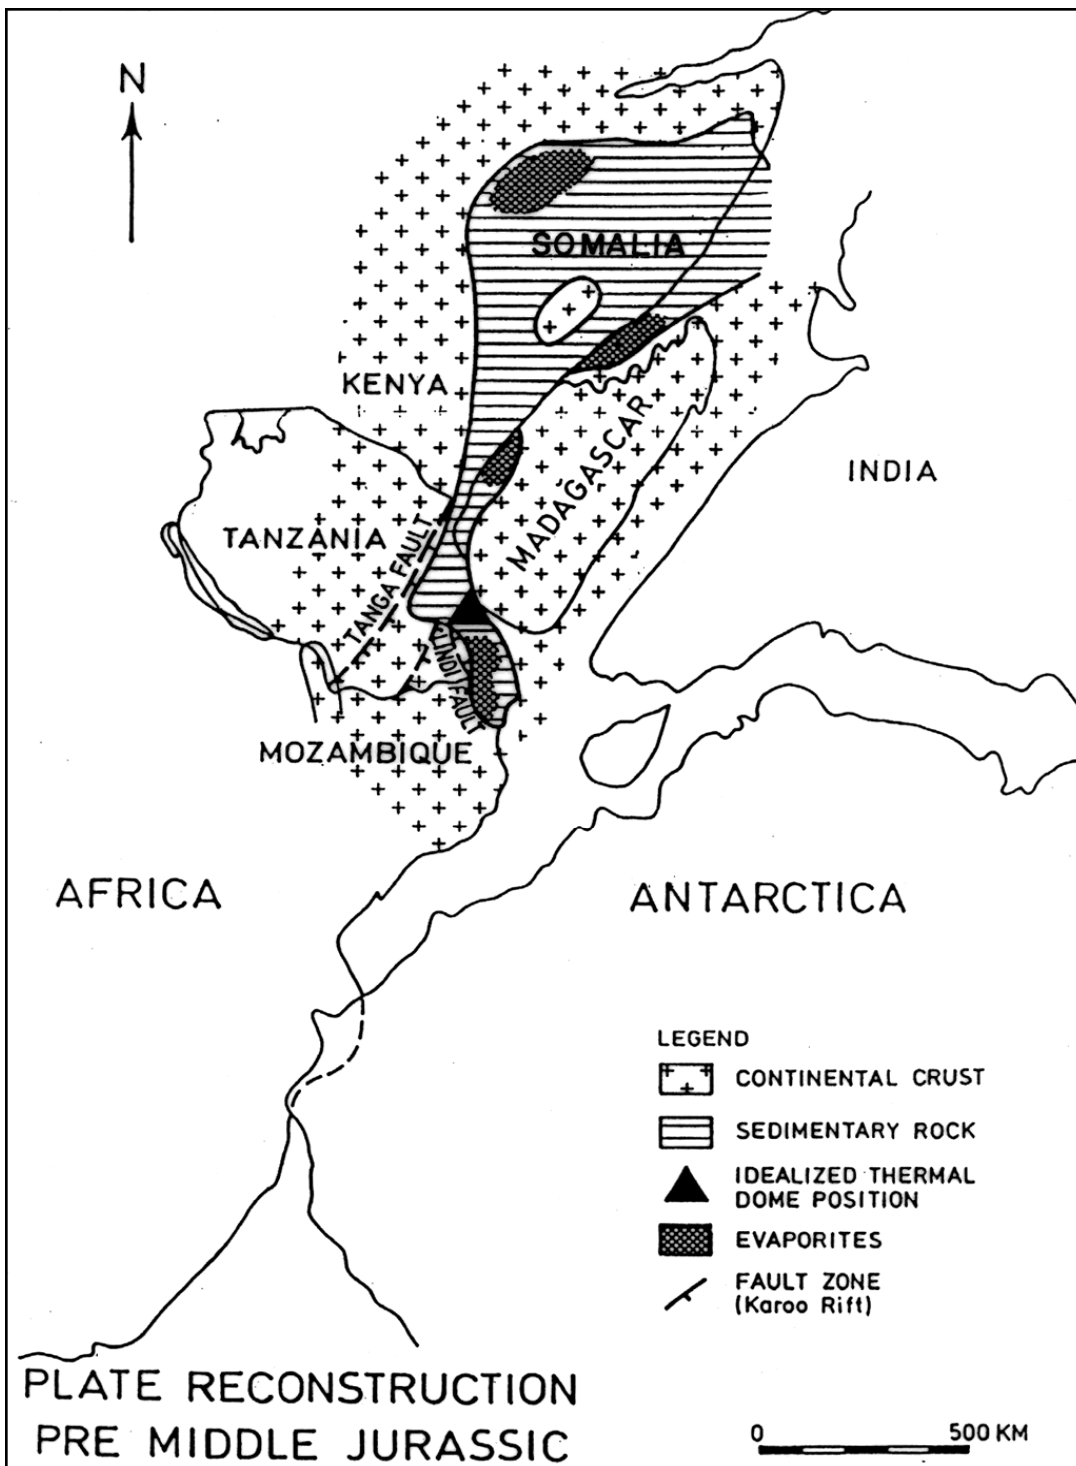 N
SOMALIA
KENYA
MADAGASCAR
INDIA
TANZANIA
TANGA FAULT
LINDI FAULT
MOZAMBIQUE
AFRICA
ANTARCTICA
LEGEND
CONTINENTAL CRUST
SEDIMENTARY ROCK
IDEALIZED THERMAL
DOME POSITION
EVAPORITES
FAULT ZONE
(Karoo Rift)
PLATE RECONSTRUCTION
PRE MIDDLE JURASSIC
0 500 KM